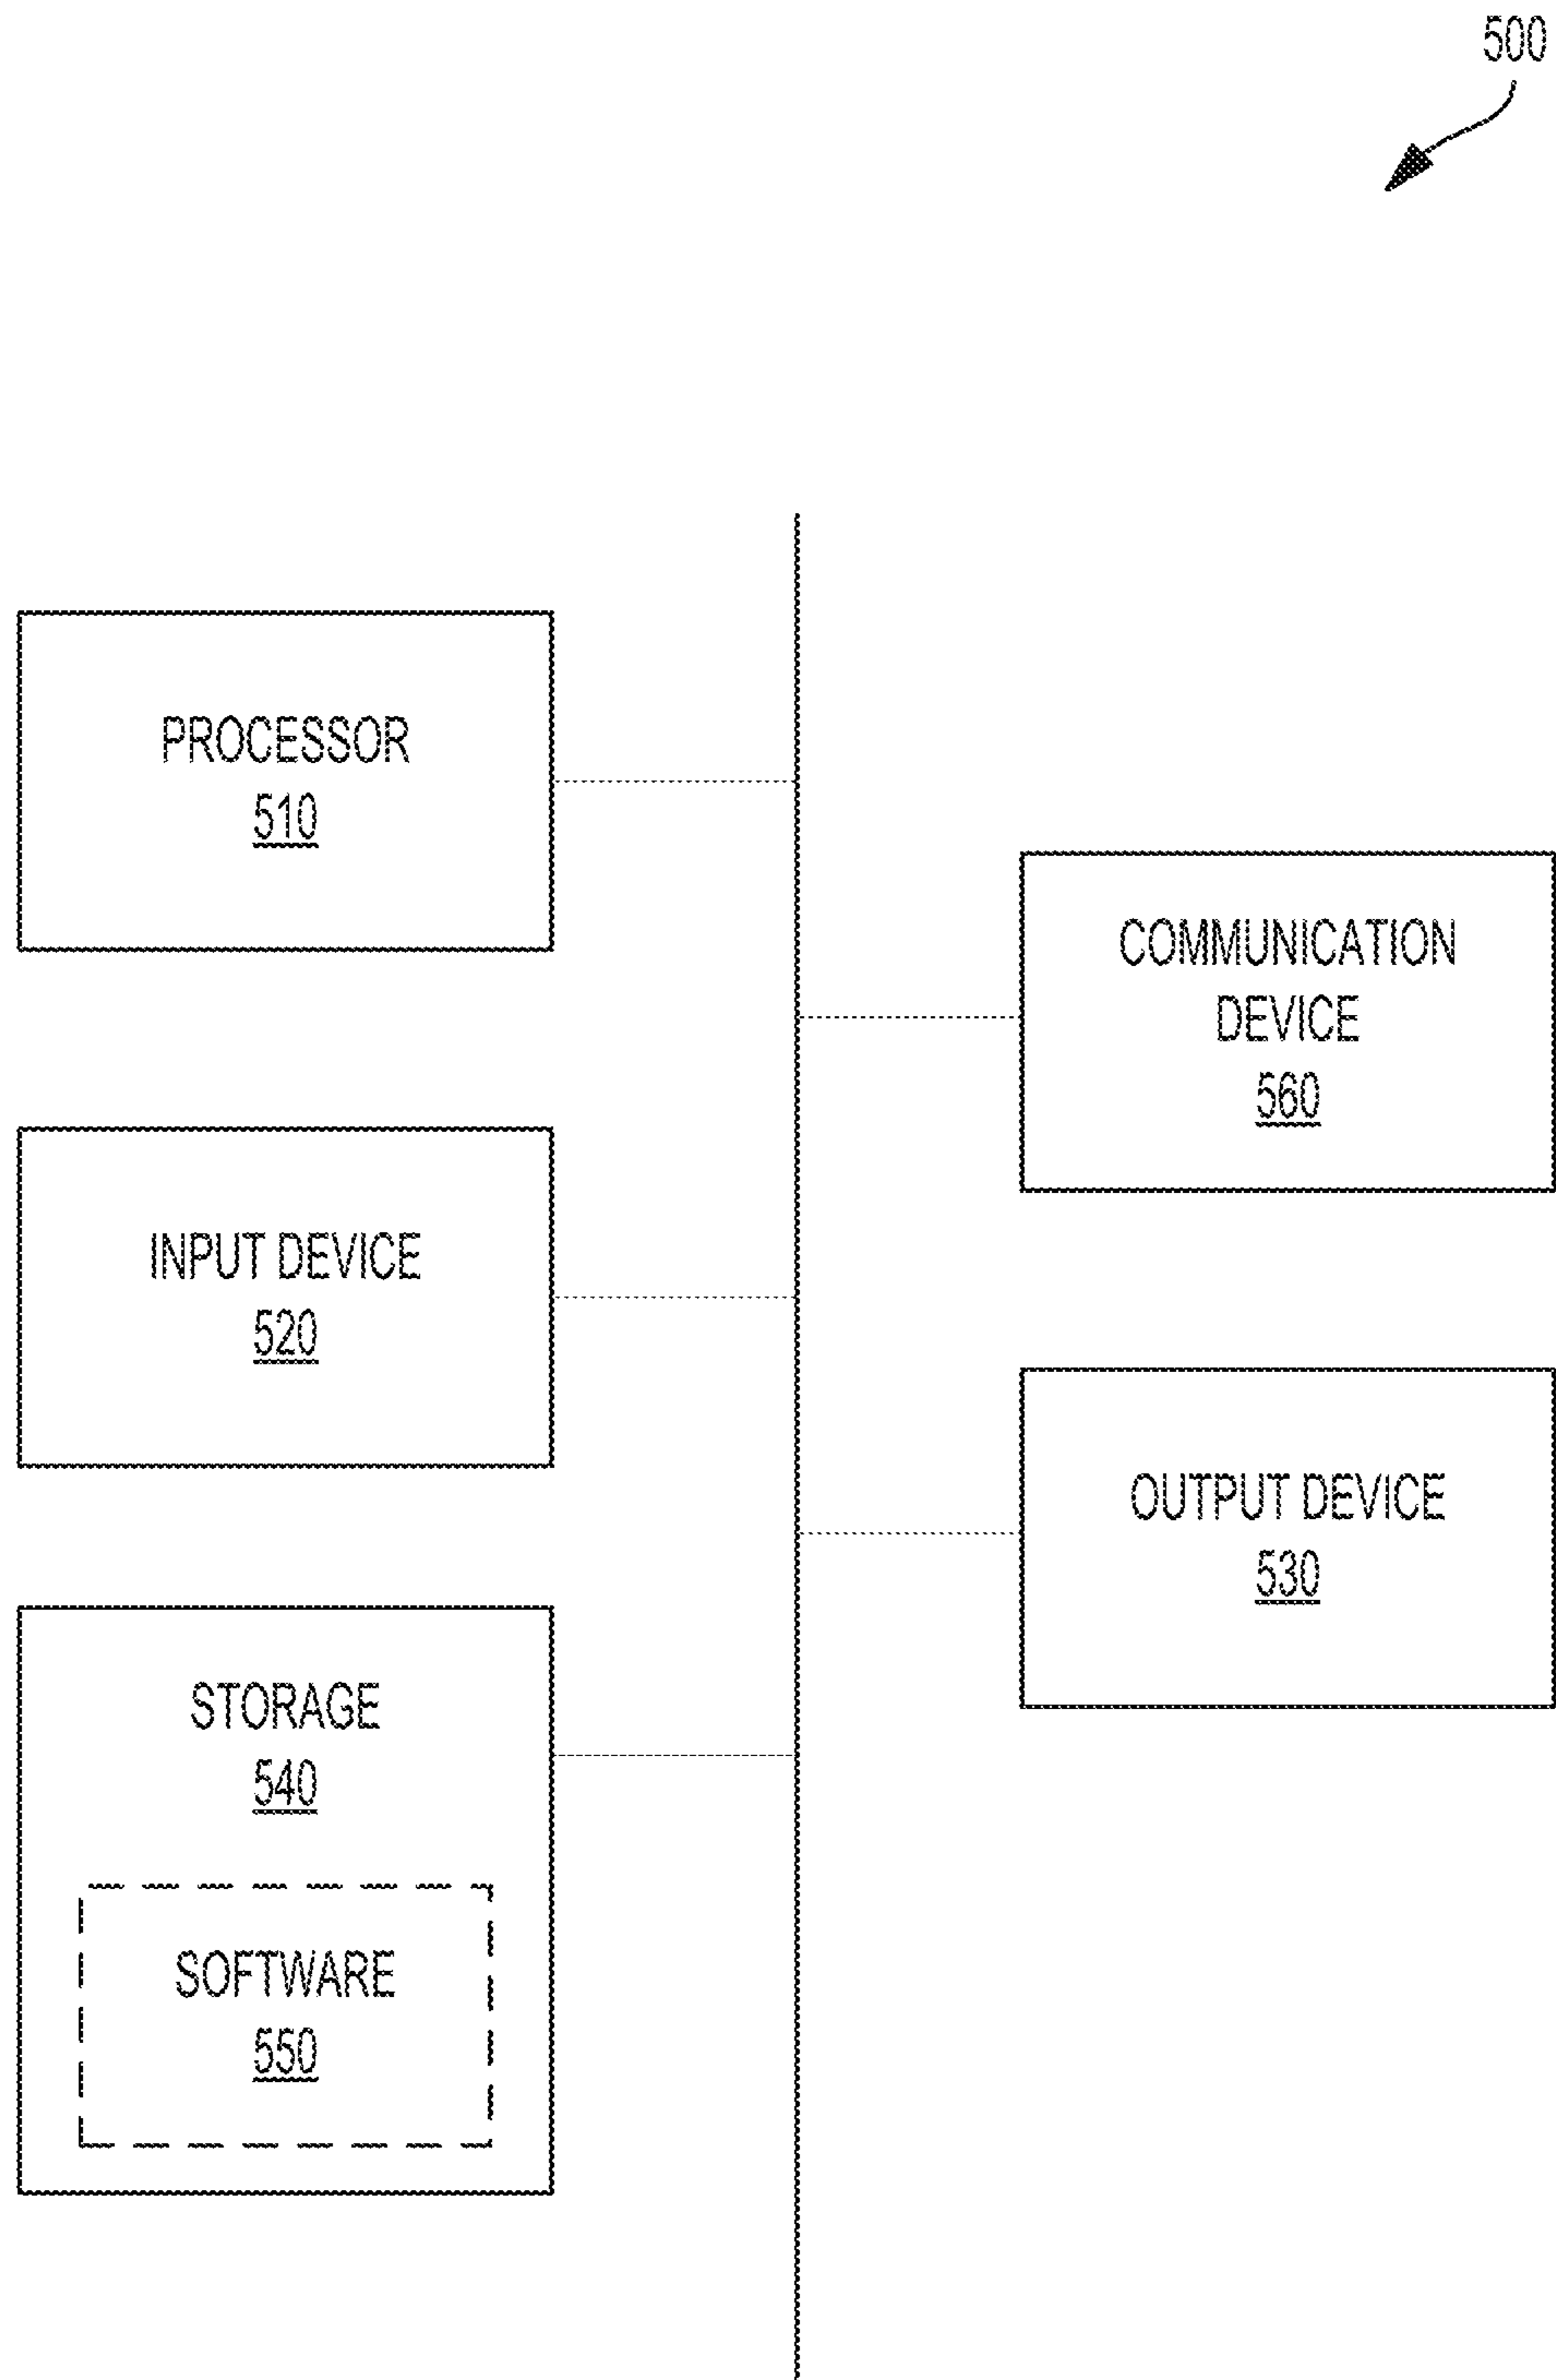 500
PROCESSOR
510
COMMUNICATION
DEVICE
560
INPUT DEVICE
520
OUTPUT DEVICE
530
STORAGE
540
SOFTWARE
550